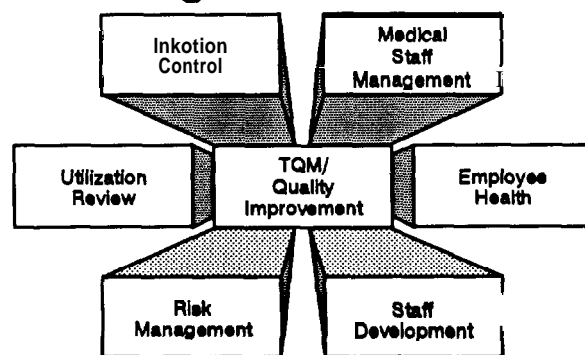 Inkotion
Control
Medical
Staff
Management
Utilization
Review
TQM/
Quality
Improvement
Employee
Health
Risk
Management
Staff
Development